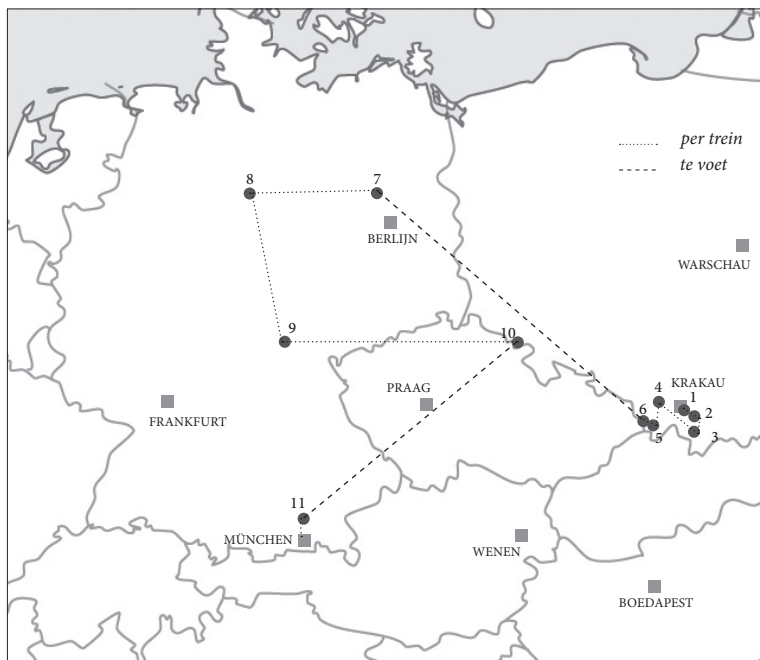 per trein
te voet
8
7
BERLIJN
WARSCHAU
9
10
PRAAG
FRANKFURT
4
KRAKAU
1
2
6
5
3
11
MÜNCHEN
WENEN
BOEDAPEST